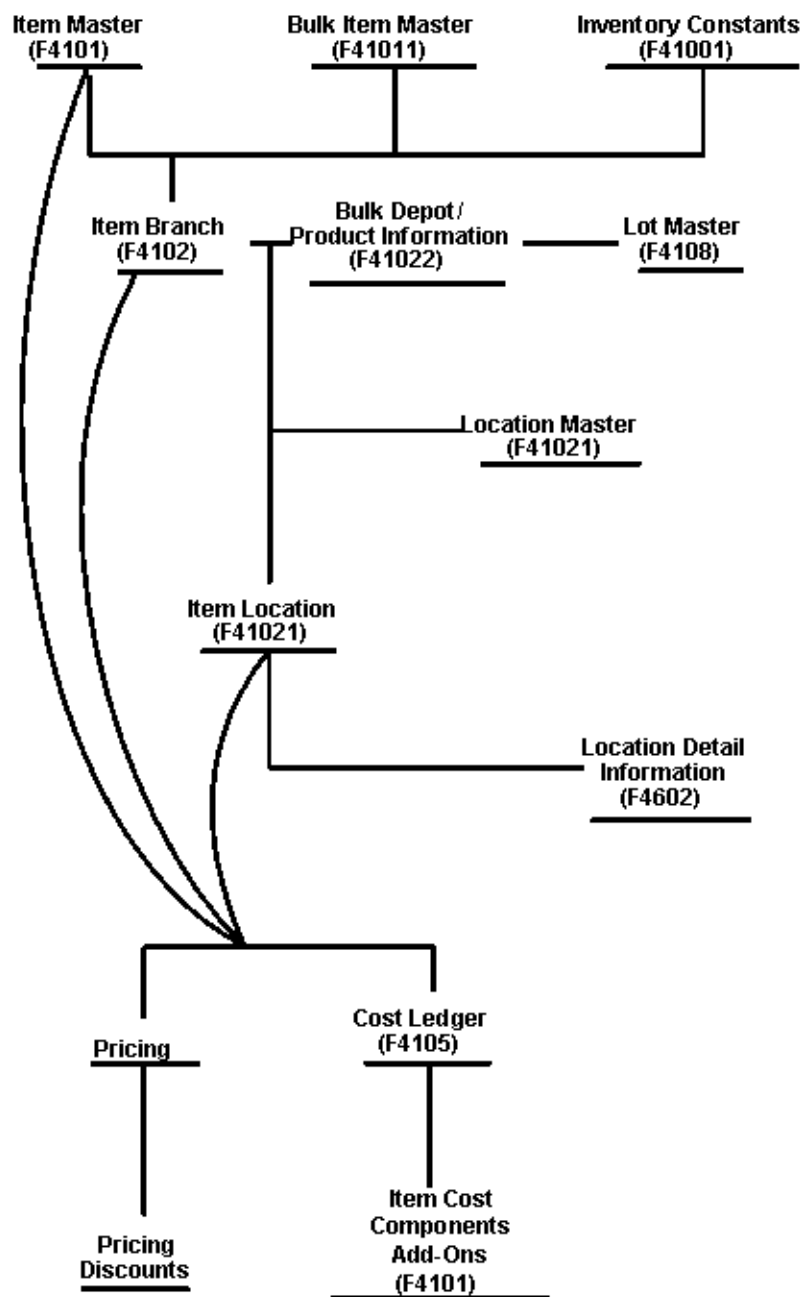 Item Master
(F4101)
Bulk Item Master
(F41011)
Inventory Constants
(F41001)
Item Branch
(F4102)
Bulk Depot/
Product Information
(F41022)
Lot Master
(F4108)
Location Master
(F41021)
Item Location
(F41021)
Location Detail
Information
(F4602)
Pricing
Cost Ledger
(F4105)
Pricing
Discounts
Item Cost
Components
Add-Ons
(F4101)